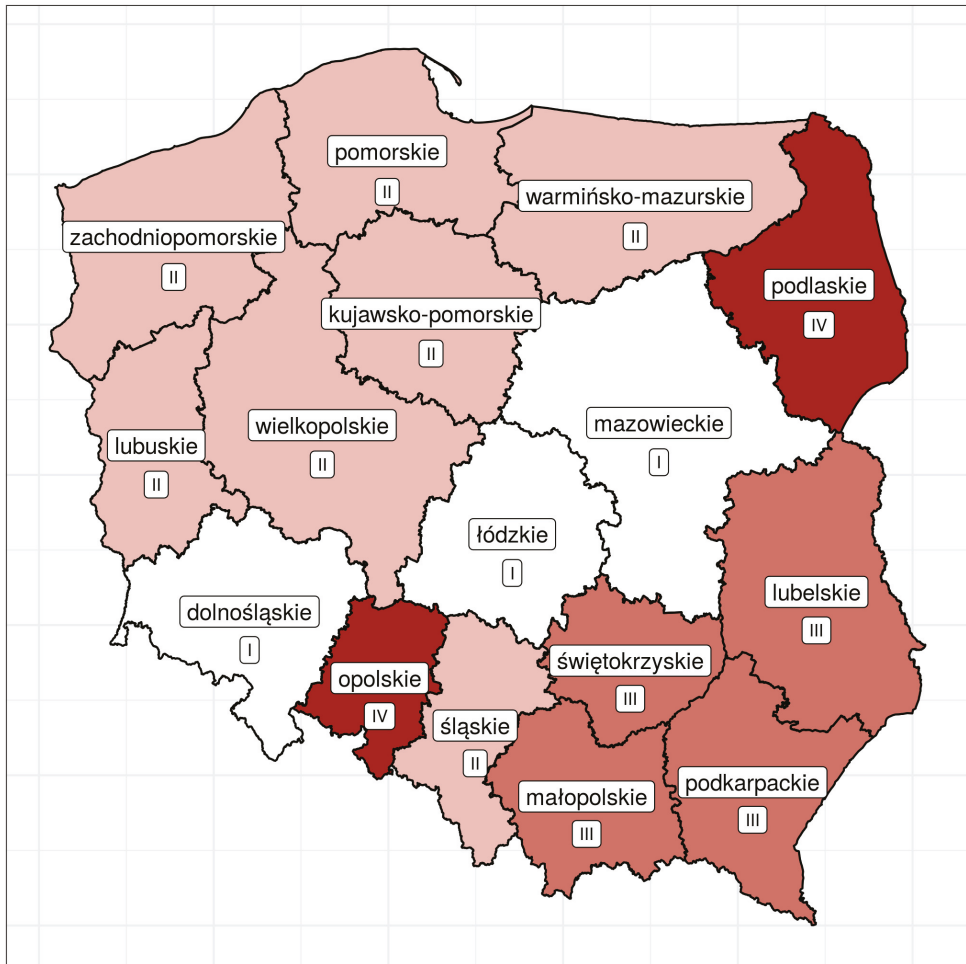 pomorskie
II
warmińsko-mazurskie
II
zachodniopomorskie
II
podlaskie
IV
kujawsko-pomorskie
II
wielkopolskie
II
mazowieckie
I
lubuskie
II
łódzkie
I
lubelskie
III
dolnośląskie
I
świętokrzyskie
III
opolskie
IV
śląskie
II
podkarpackie
III
małopolskie
III